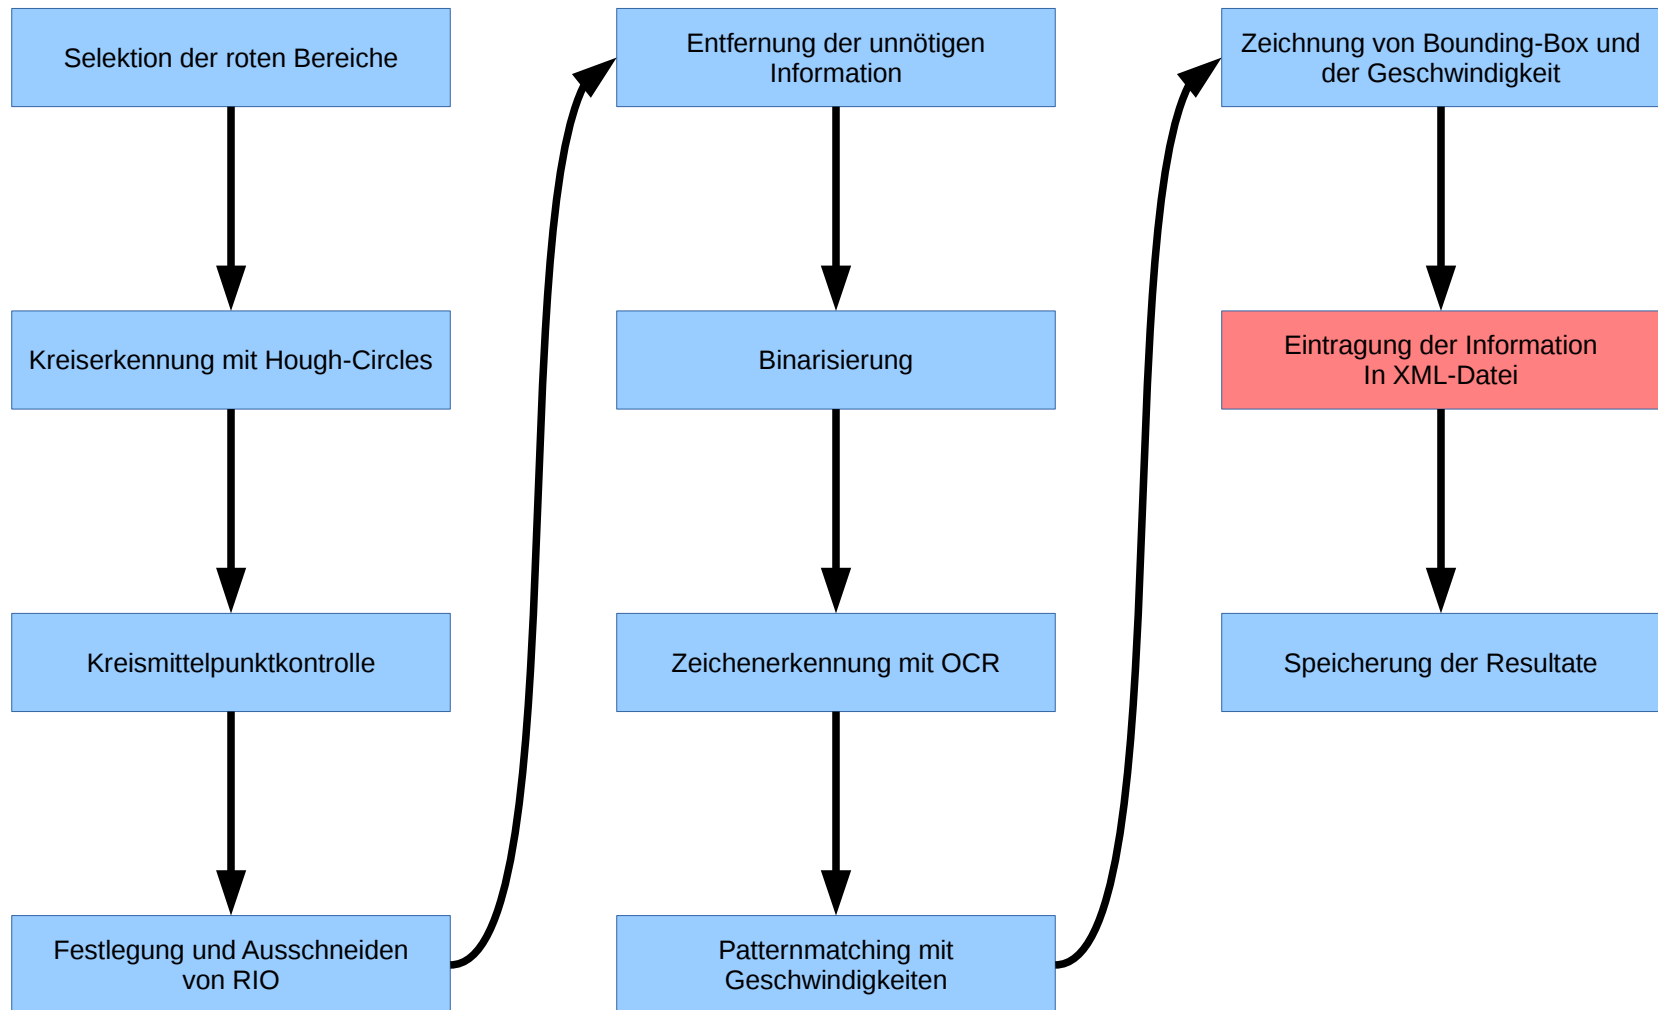 Selektion der roten Bereiche
Kreiserkennung mit Hough-Circles
Kreismittelpunktkontrolle
Festlegung und Ausschneiden
von RIO
Entfernung der unnötigen
Information
Binarisierung
Zeichenerkennung mit OCR
Patternmatching mit
Geschwindigkeiten
Zeichnung von Bounding-Box und
der Geschwindigkeit
Eintragung der Information
In XML-Datei
Speicherung der Resultate